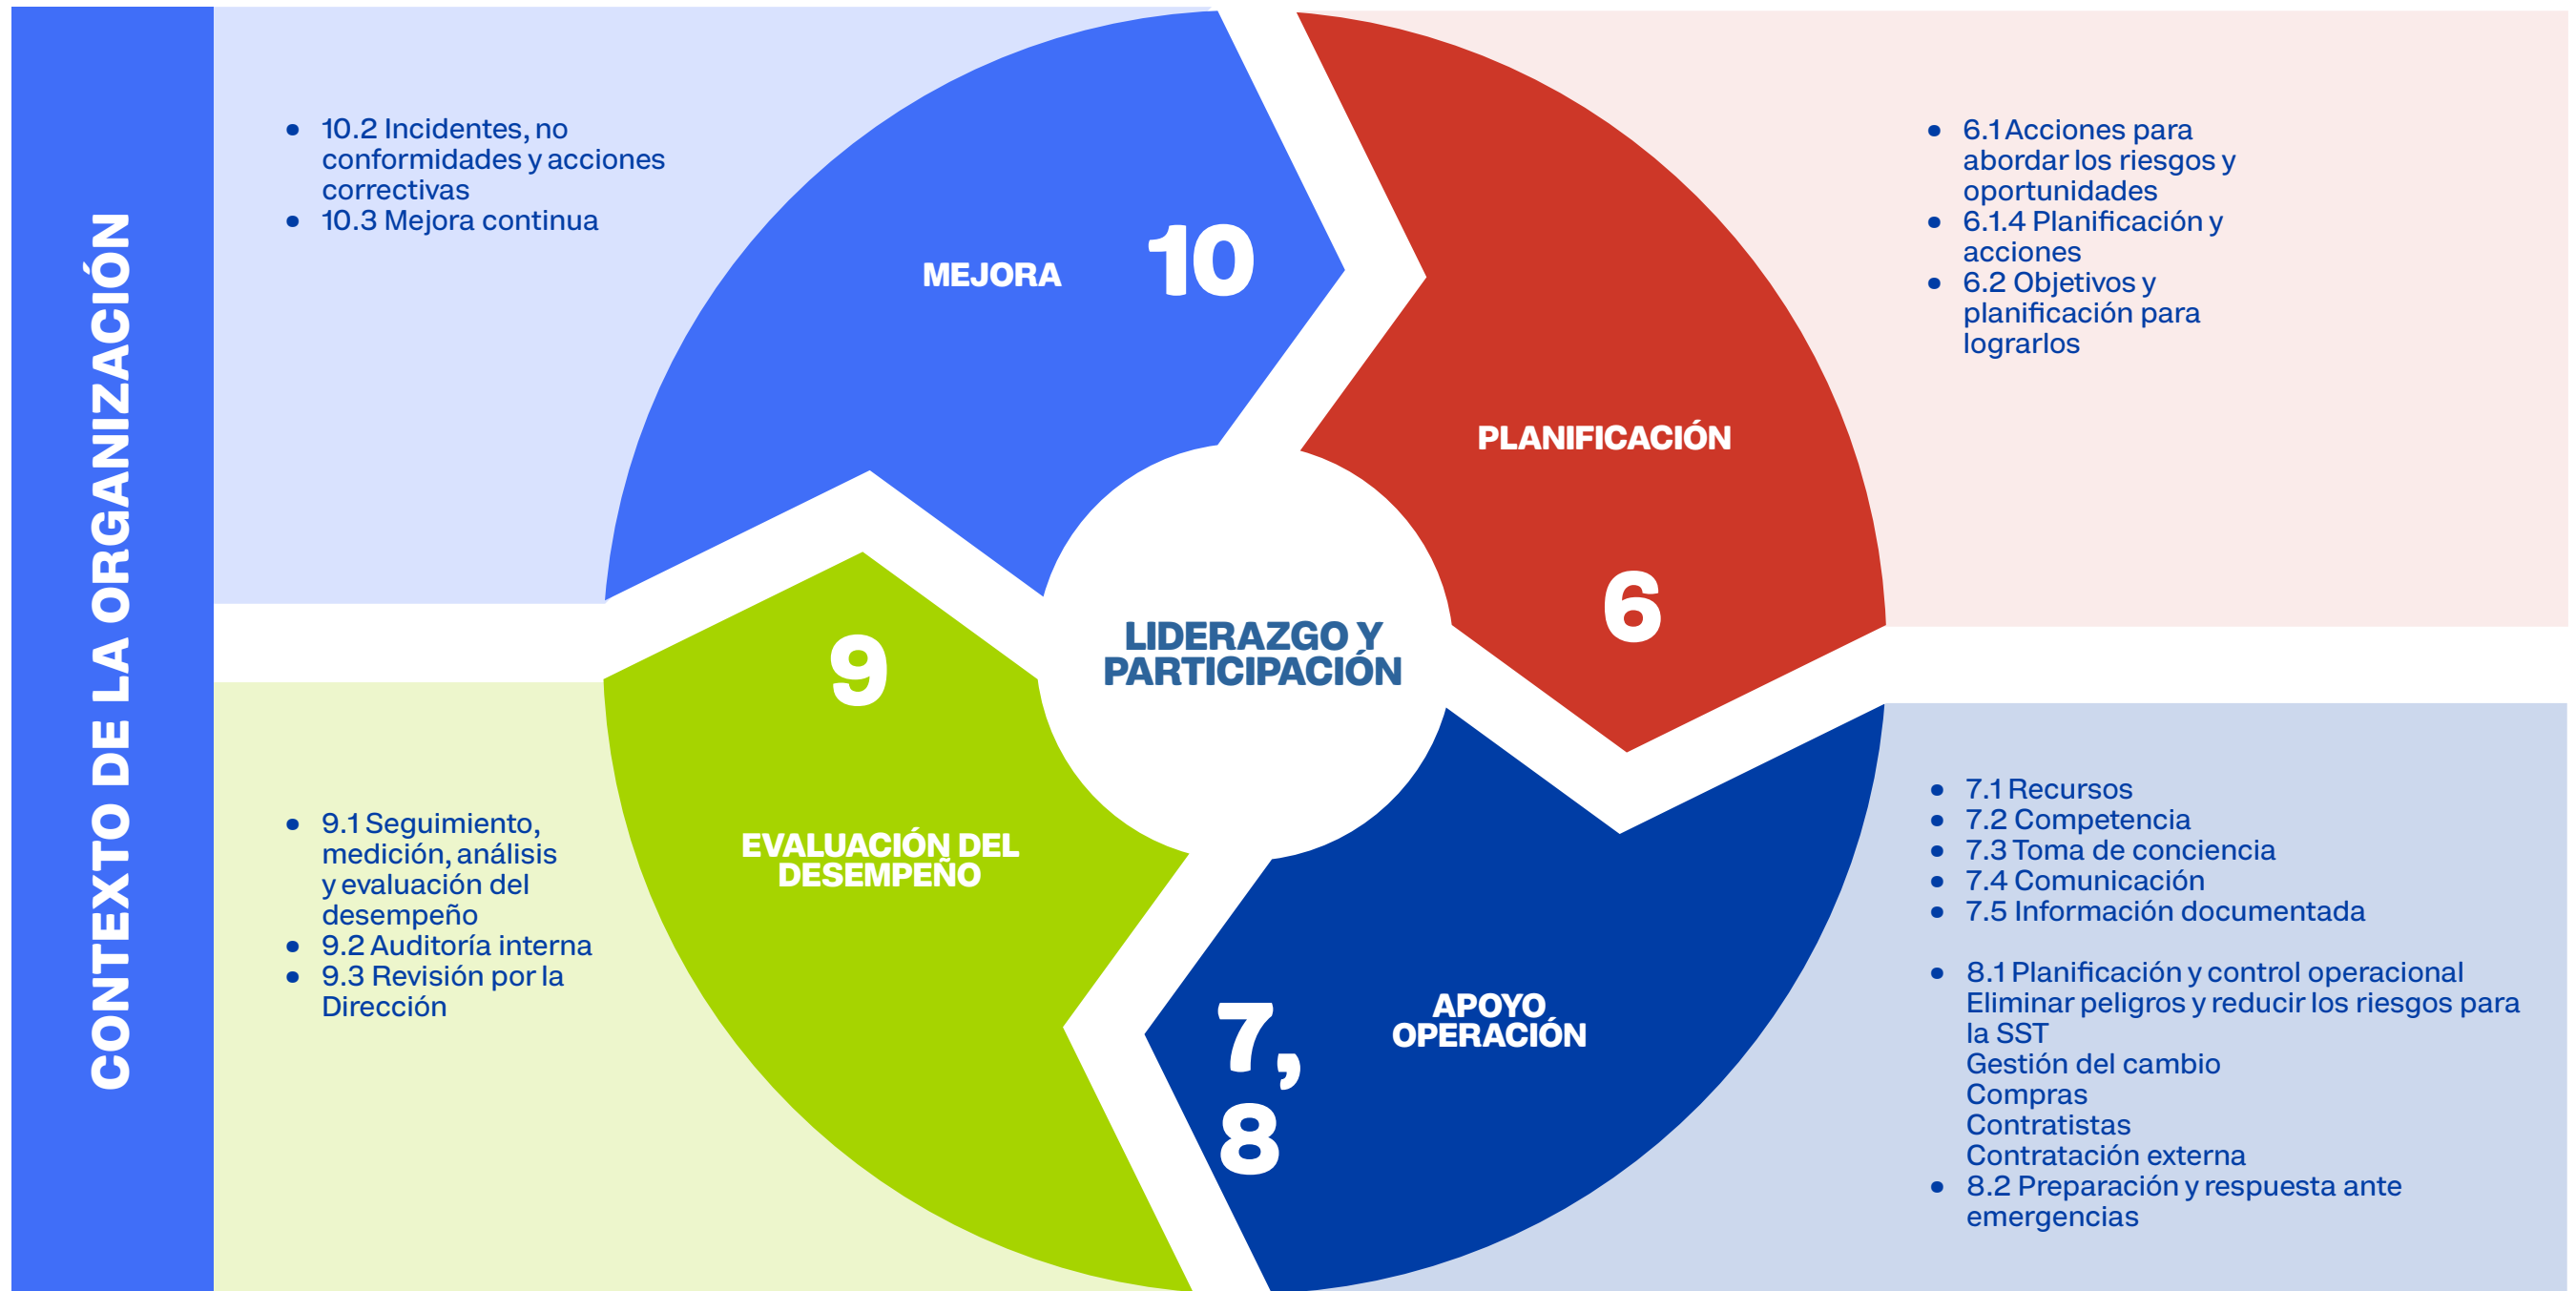 CONTEXTO DE LA ORGANIZACIÓN
• 10.2 Incidentes, no
conformidades y acciones
correctivas
• 10.3 Mejora continua
MEJORA
10
PLANIFICACIÓN
6
• 6.1 Acciones para
abordar los riesgos y
oportunidades
• 6.1.4 Planificación y
acciones
• 6.2 Objetivos y
planificación para
lograrlos
LIDERAZGO Y
PARTICIPACIÓN
9
EVALUACIÓN DEL
DESEMPEÑO
• 9.1 Seguimiento,
medición, análisis
y evaluación del
desempeño
• 9.2 Auditoría interna
• 9.3 Revisión por la
Dirección
7,
8
APOYO
OPERACIÓN
• 7.1 Recursos
• 7.2 Competencia
• 7.3 Toma de conciencia
• 7.4 Comunicación
• 7.5 Información documentada
• 8.1 Planificación y control operacional
Eliminar peligros y reducir los riesgos para
la SST
Gestión del cambio
Compras
Contratistas
Contratación externa
• 8.2 Preparación y respuesta ante
emergencias